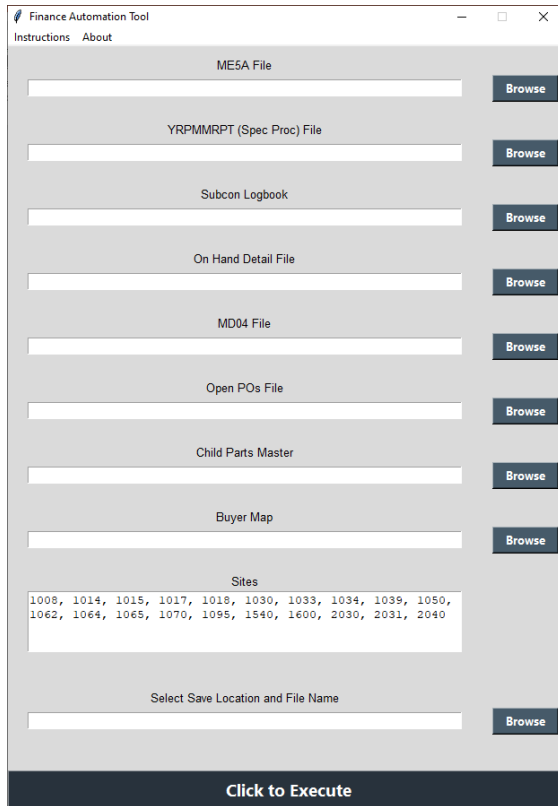 Finance Automation Tool
Instructions About
ME5A File
Browse
YRPMMRPT (Spec Proc) File
Browse
Subcon Logbook
Browse
On Hand Detail File
Browse
MD04 File
Browse
Open POs File
Browse
Child Parts Master
Browse
Buyer Map
Browse
Sites
1008, 1014, 1015, 1017, 1018, 1030, 1033, 1034, 1039, 1050,
1062, 1064, 1065, 1070, 1095, 1540, 1600, 2030, 2031, 2040
Select Save Location and File Name
Browse
Click to Execute